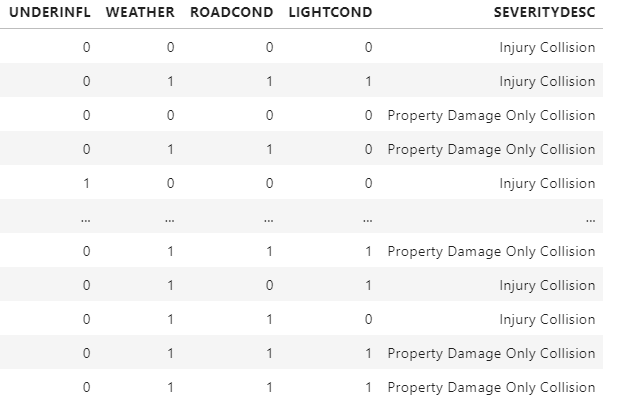 UNDERINFL WEATHER ROADCOND LIGHTCOND SEVERITYDESC
0 0 0 0 Injury Collision
0 1 1 1 Injury Collision
0 0 0 0 Property Damage Only Collision
0 1 1 0 Property Damage Only Collision
1 0 0 0 Injury Collision
... ... ... ... ...
0 1 1 1 Property Damage Only Collision
0 1 0 1 Injury Collision
0 1 1 0 Injury Collision
0 1 1 1 Property Damage Only Collision
0 1 1 1 Property Damage Only Collision